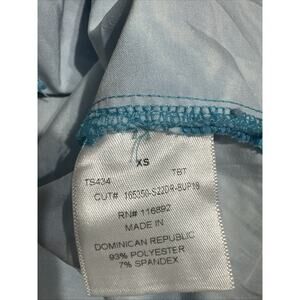 XS
TS434 TBT
CUT# 165350-S22DR-BUP18
RN# 116892
MADE IN
DOMINICAN REPUBLIC
93% POLYESTER
7% SPANDEX